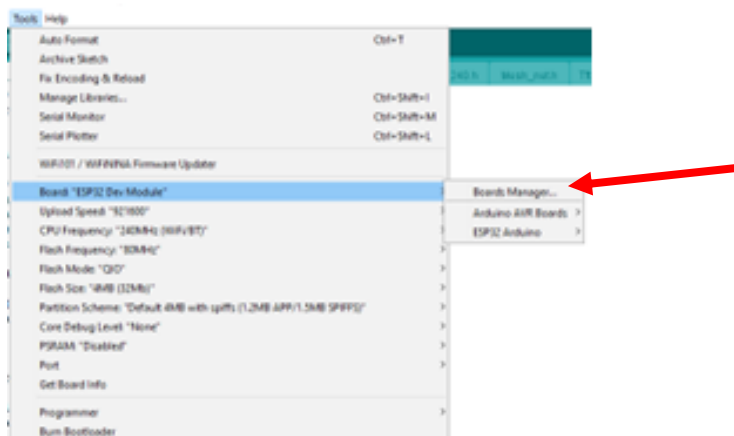 Tools Help
Auto Format Ctrl+T
Archive Sketch
Fix Encoding & Reload
Manage Libraries... Ctrl+Shift+I
Serial Monitor Ctrl+Shift+M
Serial Plotter Ctrl+Shift+L
WiFi101 / WiFiNINA Firmware Updater
Board: "ESP32 Dev Module"
Boards Manager...
Upload Speed: "921600"
Arduino AVR Boards
CPU Frequency: "240MHz (WiFi/BT)"
ESP32 Arduino
Flash Frequency: "80MHz"
Flash Mode: "QIO"
Flash Size: "4MB (32Mb)"
Partition Scheme: "Default 4MB with spiffs (1.2MB APP/1.5MB SPIFFS)"
Core Debug Level: "None"
PSRAM: "Disabled"
Port
Get Board Info
Programmer
Burn Bootloader